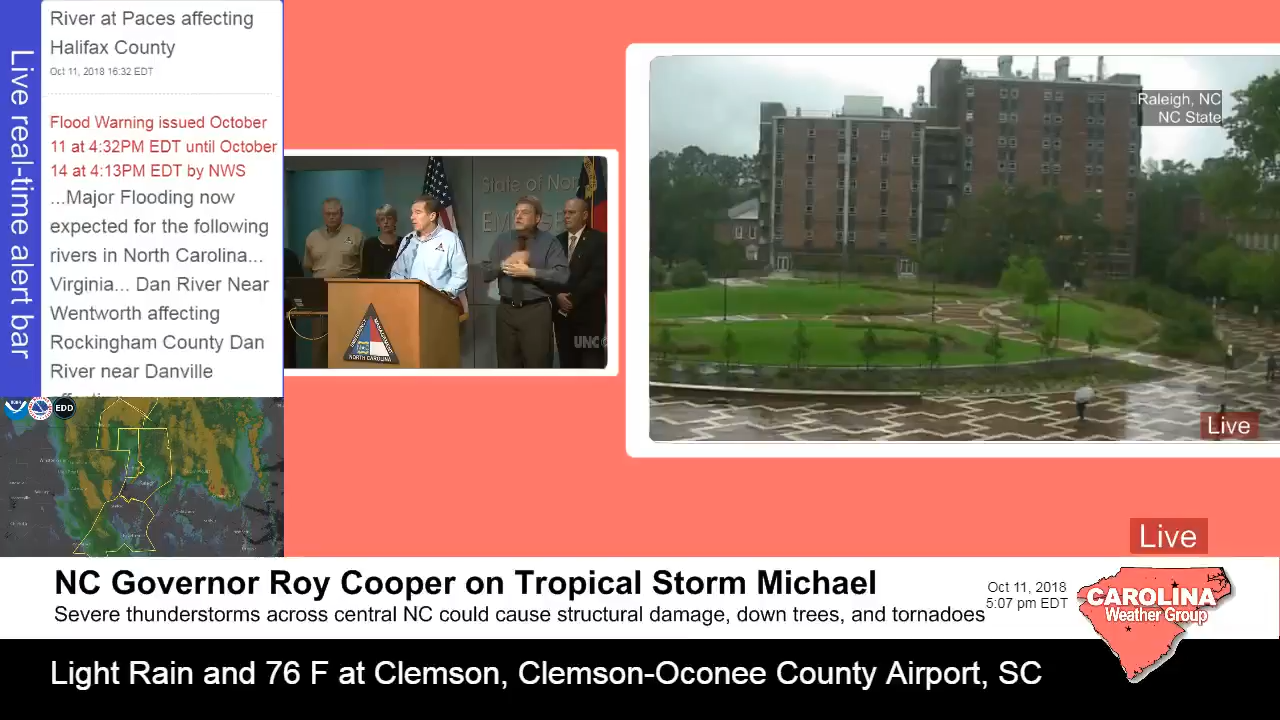 Live real-time alert bar
River at Paces affecting
Halifax County
Oct 11, 2018 16:32 EDT
Flood Warning issued October
11 at 4:32PM EDT until October
14 at 4:13PM EDT by NWS
...Major Flooding now
expected for the following
rivers in North Carolina...
Virginia... Dan River Near
Wentworth affecting
Rockingham County Dan
River near Danville
EDD
State of Nor
EME
NORTH CAROLINA
UNC
Raleigh, NC
NC State
Live
Live
NC Governor Roy Cooper on Tropical Storm Michael
Severe thunderstorms across central NC could cause structural damage, down trees, and tornadoes
Oct 11, 2018
5:07 pm EDT
CAROLINA
Weather Group
Light Rain and 76 F at Clemson, Clemson-Oconee County Airport, SC